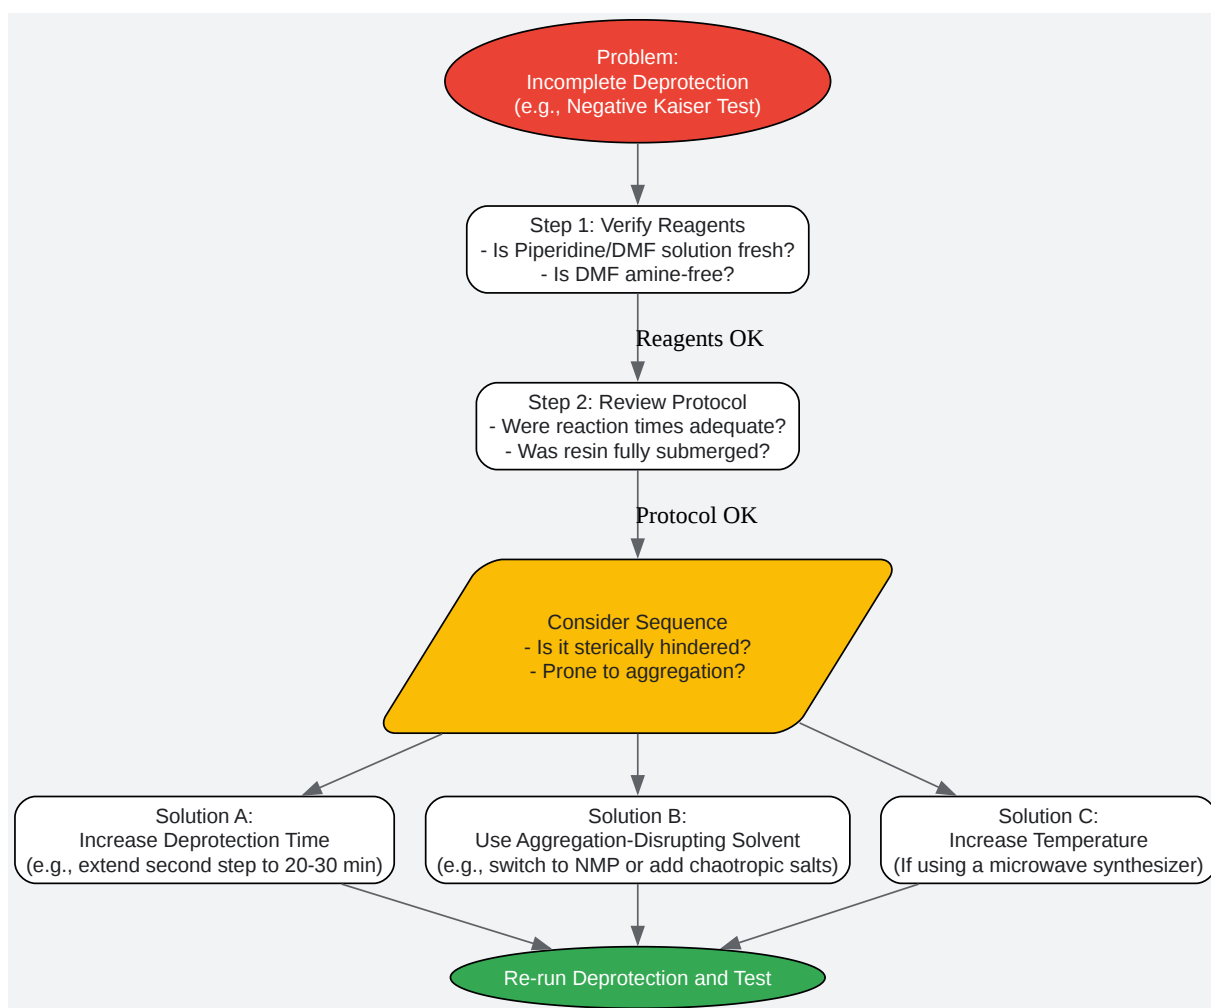 Problem:
Incomplete Deprotection
(e.g., Negative Kaiser Test)
Step 1: Verify Reagents
- Is Piperidine/DMF solution fresh?
- Is DMF amine-free?
Reagents OK
Step 2: Review Protocol
- Were reaction times adequate?
- Was resin fully submerged?
Protocol OK
Consider Sequence
- Is it sterically hindered?
- Prone to aggregation?
Solution A:
Increase Deprotection Time
(e.g., extend second step to 20-30 min)
Solution B:
Use Aggregation-Disrupting Solvent
(e.g., switch to NMP or add chaotropic salts)
Solution C:
Increase Temperature
(If using a microwave synthesizer)
Re-run Deprotection and Test